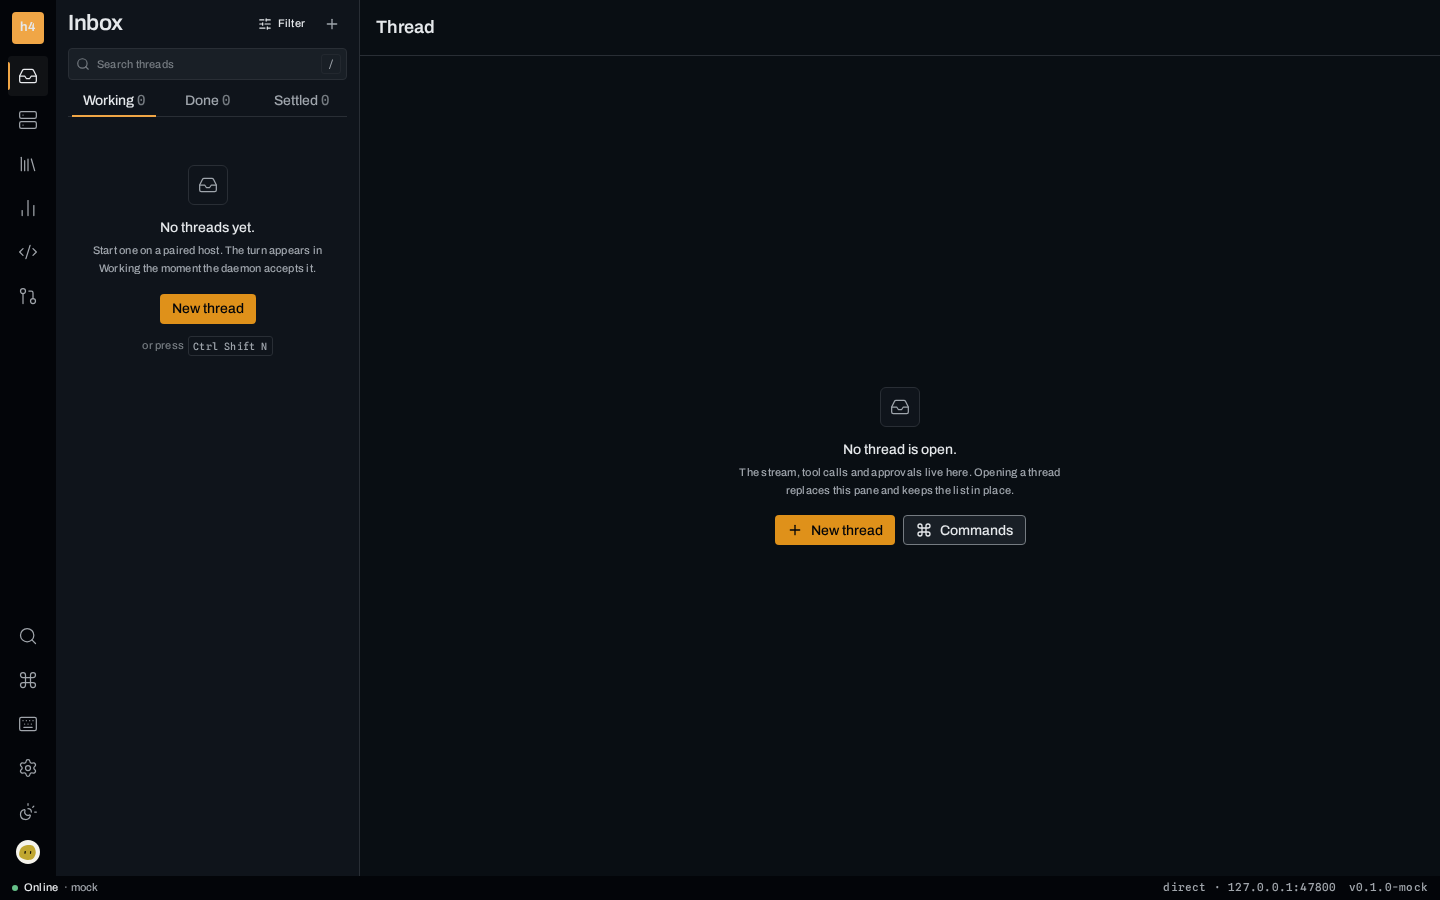 h4
Inbox
Filter
Search threads
/
Working 0
Done 0
Settled 0
No threads yet.
Start one on a paired host. The turn appears in
Working the moment the daemon accepts it.
New thread
or press Ctrl Shift N
Thread
No thread is open.
The stream, tool calls and approvals live here. Opening a thread
replaces this pane and keeps the list in place.
New thread
Commands
Online · mock
direct · 127.0.0.1:47800 v0.1.0-mock